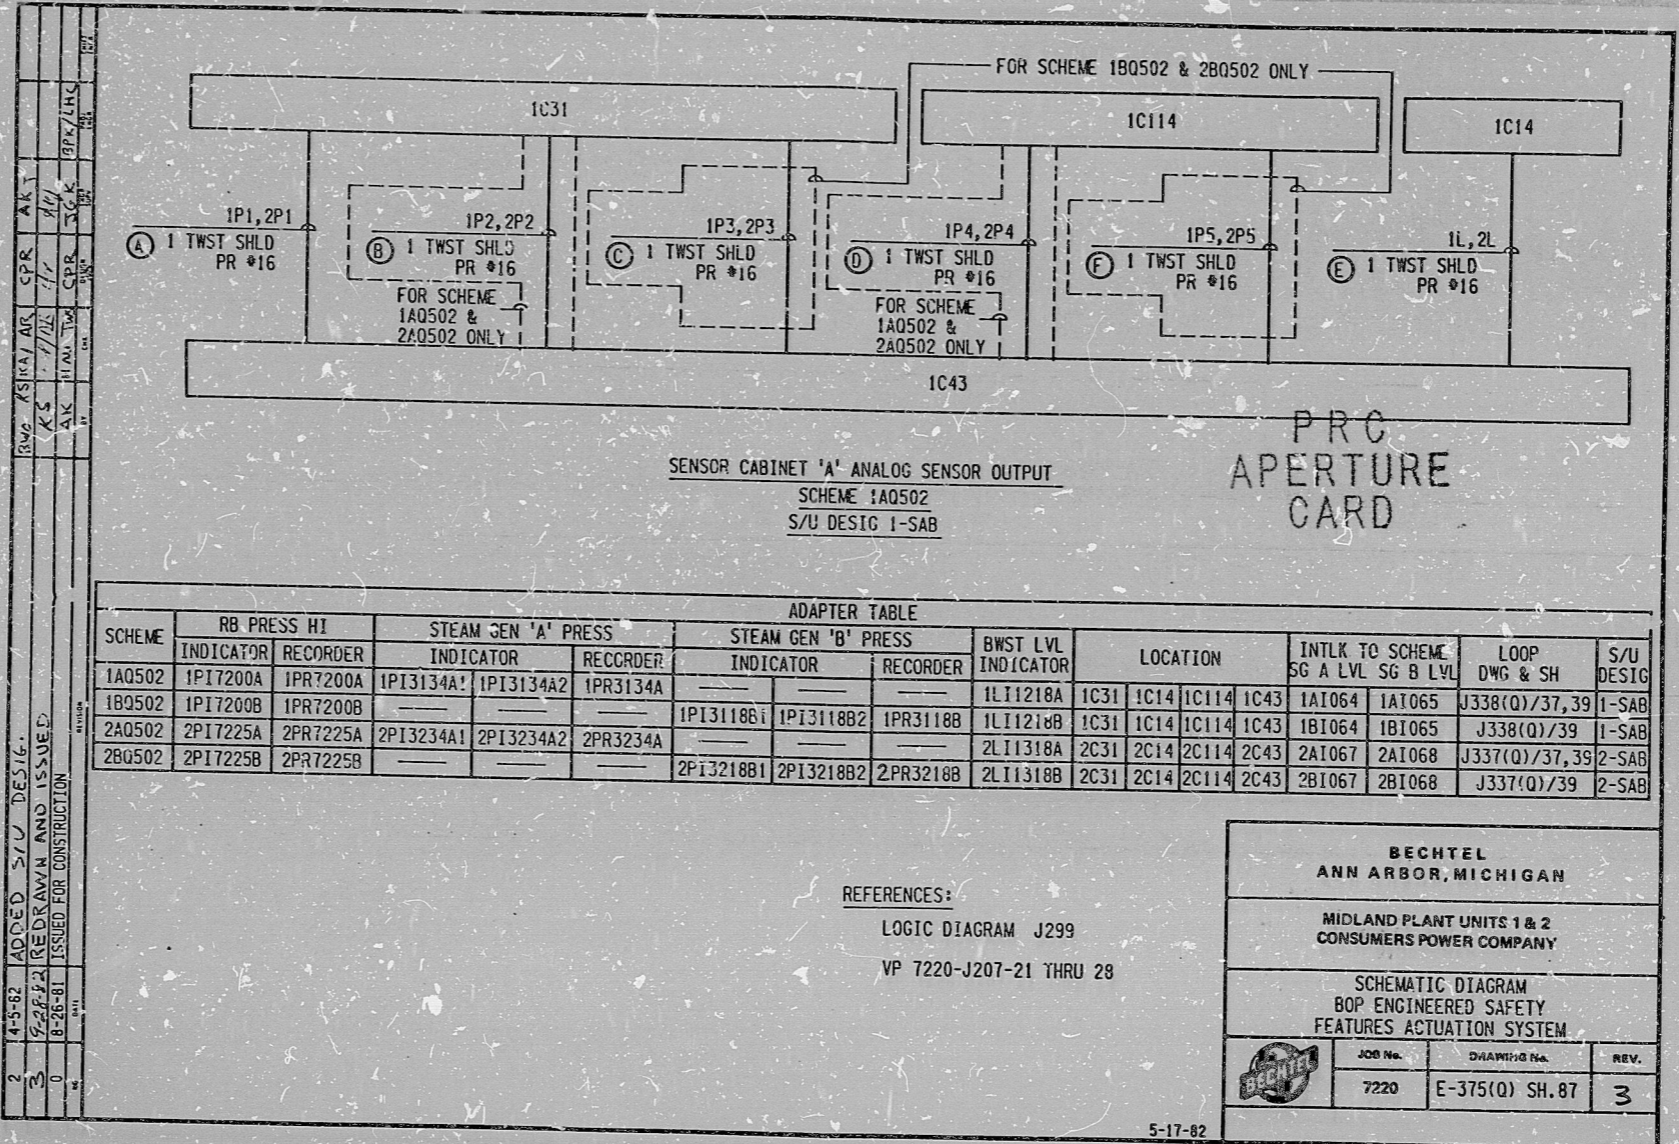 FOR SCHEME 1BQ502 & 2BQ502 ONLY
1C31
1C114
1C14
1P1,2P1
A 1 TWST SHLD
PR #16
1P2,2P2
B 1 TWST SHLD
PR #16
FOR SCHEME
1AQ502 &
2AQ502 ONLY
1P3,2P3
C 1 TWST SHLD
PR #16
1P4,2P4
D 1 TWST SHLD
PR #16
FOR SCHEME
1AQ502 &
2AQ502 ONLY
1P5,2P5
F 1 TWST SHLD
PR #16
1L,2L
E 1 TWST SHLD
PR #16
1C43
PRC
APERTURE
CARD
SENSOR CABINET 'A' ANALOG SENSOR OUTPUT
SCHEME 1AQ502
S/U DESIG 1-SAB
ADAPTER TABLE
SCHEME RB PRESS HI STEAM GEN 'A' PRESS STEAM GEN 'B' PRESS BWST LVL INDICATOR LOCATION INTLK TO SCHEME LOOP DWG & SH S/U DESIG
INDICATOR RECORDER INDICATOR RECORDER INDICATOR RECORDER SG A LVL SG B LVL
1AQ502 1PI7200A 1PR7200A 1PI3134A1 1PI3134A2 1PR3134A — — — 1LI1218A 1C31 1C14 1C114 1C43 1AI064 1AI065 J338(Q)/37,39 1-SAB
1BQ502 1PI7200B 1PR7200B — — — 1PI3118B1 1PI3118B2 1PR3118B 1LI1218B 1C31 1C14 1C114 1C43 1BI064 1BI065 J338(Q)/39 1-SAB
2AQ502 2PI7225A 2PR7225A 2PI3234A1 2PI3234A2 2PR3234A — — — 2LI1318A 2C31 2C14 2C114 2C43 2AI067 2AI068 J337(Q)/37,39 2-SAB
2BQ502 2PI7225B 2PR7225B — — — 2PI3218B1 2PI3218B2 2PR3218B 2LI1318B 2C31 2C14 2C114 2C43 2BI067 2BI068 J337(Q)/39 2-SAB
REFERENCES:
LOGIC DIAGRAM J299
VP 7220-J207-21 THRU 28
BECHTEL
ANN ARBOR, MICHIGAN
MIDLAND PLANT UNITS 1 & 2
CONSUMERS POWER COMPANY
SCHEMATIC DIAGRAM
BOP ENGINEERED SAFETY
FEATURES ACTUATION SYSTEM
BECHTEL
JOB No. DRAWING No. REV.
7220 E-375(Q) SH.87 3
5-17-82
2 4-5-82 ADDED S/U DESIG.
3 9-28-82 REDRAWN AND ISSUED KS
0 8-26-81 ISSUED FOR CONSTRUCTION AK TW CPR JGK BPK/LHC
DATE REVISION BY